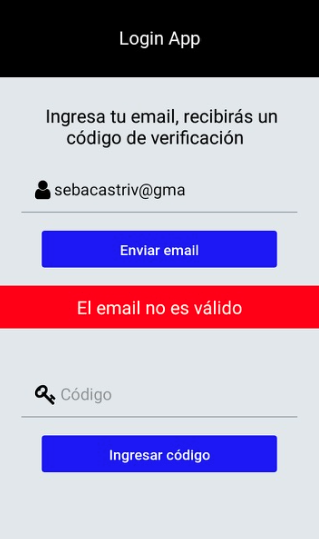 Login App
Ingresa tu email, recibirás un
código de verificación
sebacastriv@gma
Enviar email
El email no es válido
Código
Ingresar código